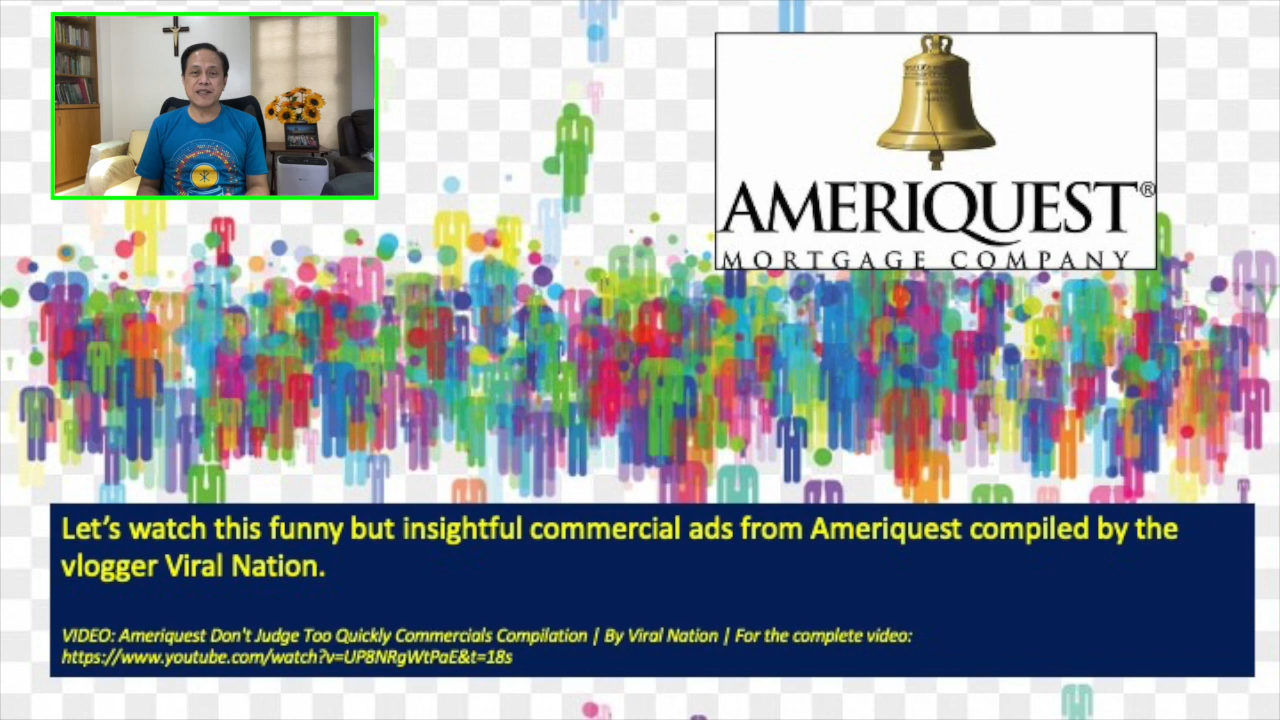 AMERIQUEST®
MORTGAGE COMPANY
Let's watch this funny but insightful commercial ads from Ameriquest compiled by the
vlogger Viral Nation.
VIDEO: Ameriquest Don't Judge Too Quickly Commercials Compilation | By Viral Nation | For the complete video:
https://www.youtube.com/watch?v=UP8NRgWtPaE&t=18s